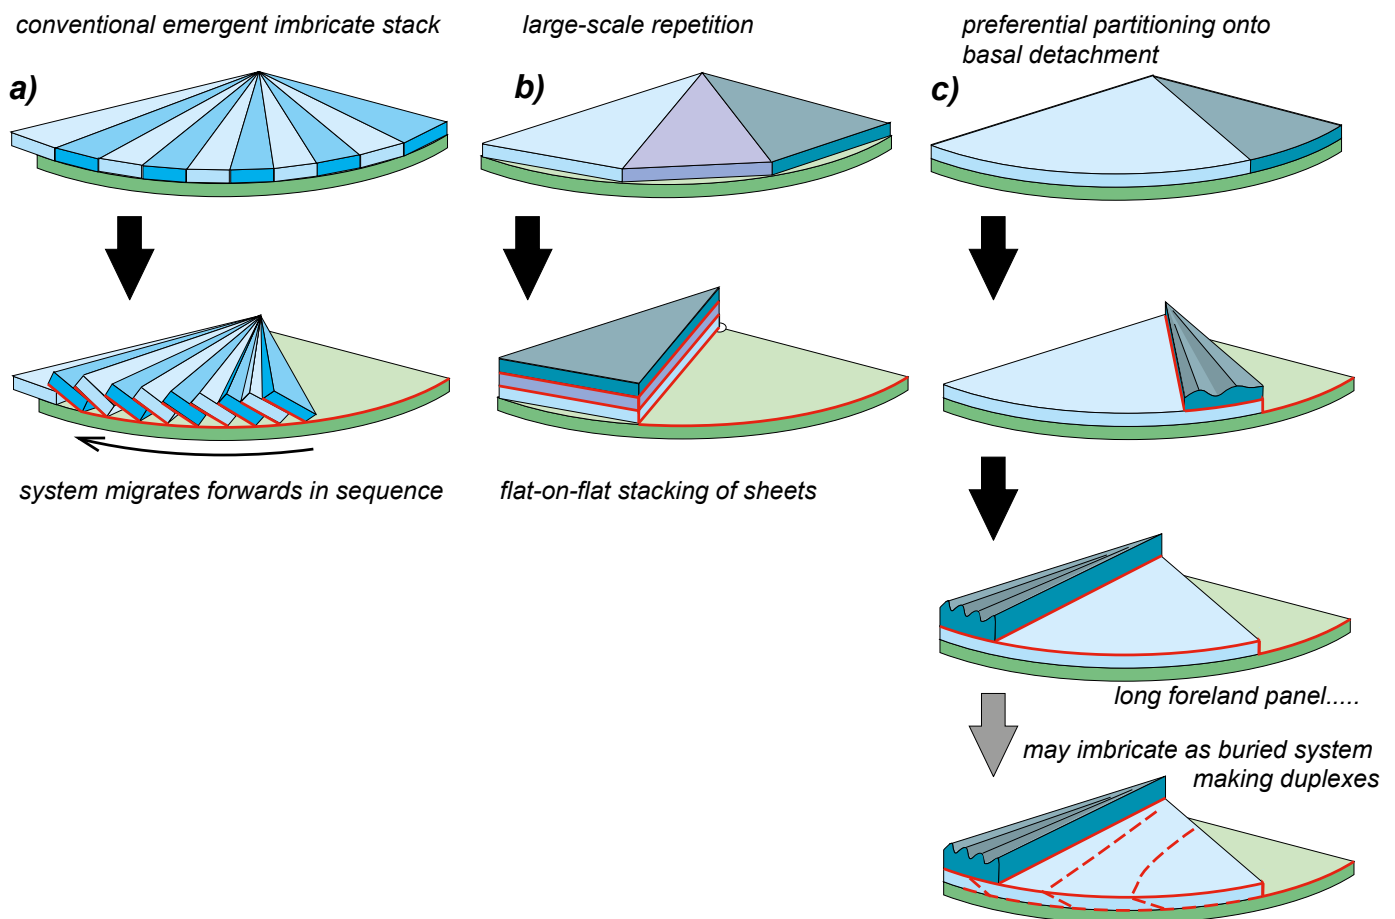 conventional emergent imbricate stack
a)
system migrates forwards in sequence
large-scale repetition
b)
flat-on-flat stacking of sheets
preferential partitioning onto
basal detachment
c)
long foreland panel.....
may imbricate as buried system
making duplexes